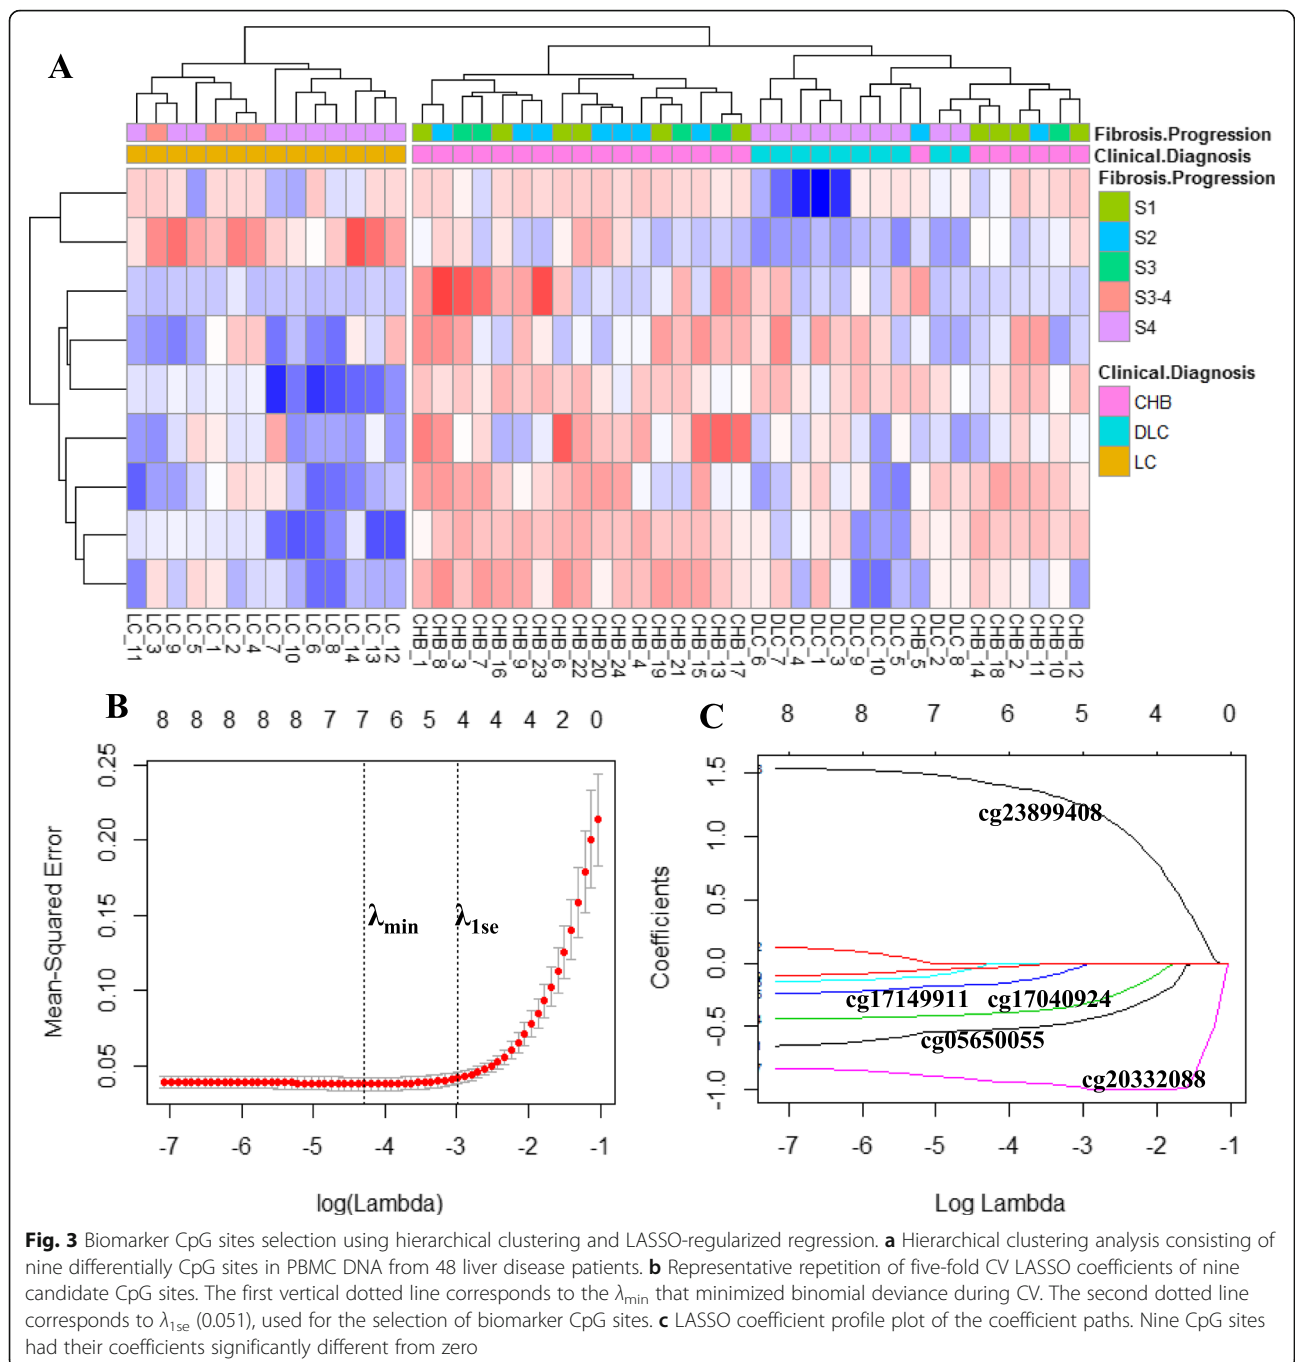 A
Fibrosis.Progression
Clinical.Diagnosis
Fibrosis.Progression
S1
S2
S3
S3-4
S4
Clinical.Diagnosis
CHB
DLC
LC
LC_11 LC_3 LC_9 LC_5 LC_1 LC_2 LC_4 LC_7 LC_10 LC_6 LC_8 LC_14 LC_13 LC_12 CHB_1 CHB_8 CHB_3 CHB_7 CHB_16 CHB_9 CHB_23 CHB_6 CHB_22 CHB_20 CHB_24 CHB_4 CHB_19 CHB_21 CHB_15 CHB_13 CHB_17 DLC_6 DLC_7 DLC_4 DLC_1 DLC_3 DLC_9 DLC_10 DLC_5 CHB_5 DLC_2 DLC_8 CHB_14 CHB_18 CHB_2 CHB_11 CHB_10 CHB_12
B
8 8 8 8 8 7 7 6 5 4 4 4 2 0
Mean-Squared Error
0.25
0.20
0.15
0.10
0.05
λmin
λ1se
-7 -6 -5 -4 -3 -2 -1
log(Lambda)
C
8 8 7 6 5 4 0
Coefficients
1.5
1.0
0.5
0.0
-0.5
-1.0
cg23899408
cg17149911 cg17040924
cg05650055
cg20332088
-7 -6 -5 -4 -3 -2 -1
Log Lambda
Fig. 3 Biomarker CpG sites selection using hierarchical clustering and LASSO-regularized regression. a Hierarchical clustering analysis consisting of
nine differentially CpG sites in PBMC DNA from 48 liver disease patients. b Representative repetition of five-fold CV LASSO coefficients of nine
candidate CpG sites. The first vertical dotted line corresponds to the λmin that minimized binomial deviance during CV. The second dotted line
corresponds to λ1se (0.051), used for the selection of biomarker CpG sites. c LASSO coefficient profile plot of the coefficient paths. Nine CpG sites
had their coefficients significantly different from zero